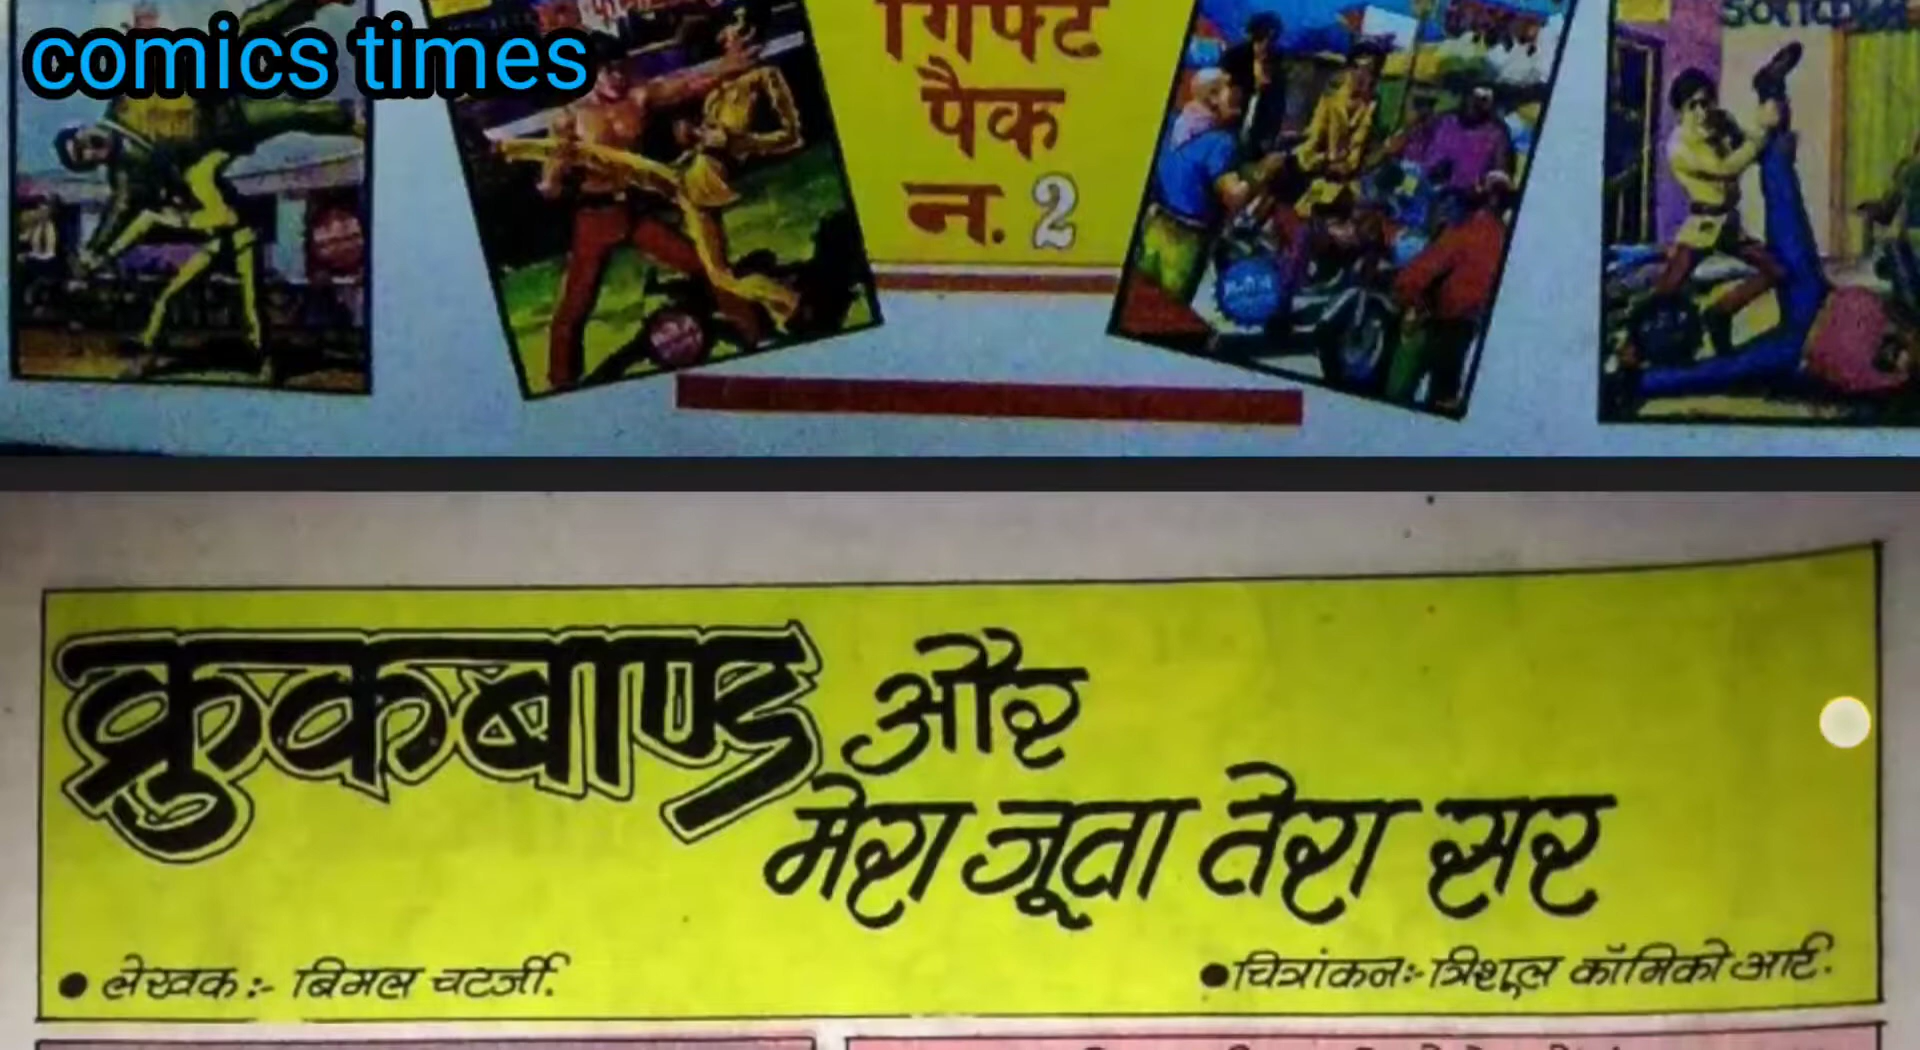 comics times
गिफ्ट
पैक
न. 2
क्रुकबाण्ड और
मेरा जूता तेरा सर
● लेखक:- बिमल चटर्जी.
● चित्रांकन:- त्रिशूल कॉमिको आर्ट.